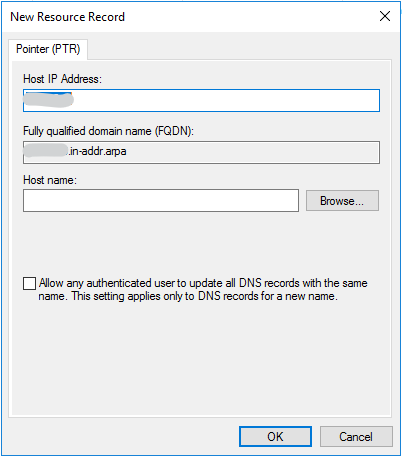 New Resource Record
Pointer (PTR)
Host IP Address:
Fully qualified domain name (FQDN):
.in-addr.arpa
Host name:
Browse...
Allow any authenticated user to update all DNS records with the same
name. This setting applies only to DNS records for a new name.
OK
Cancel